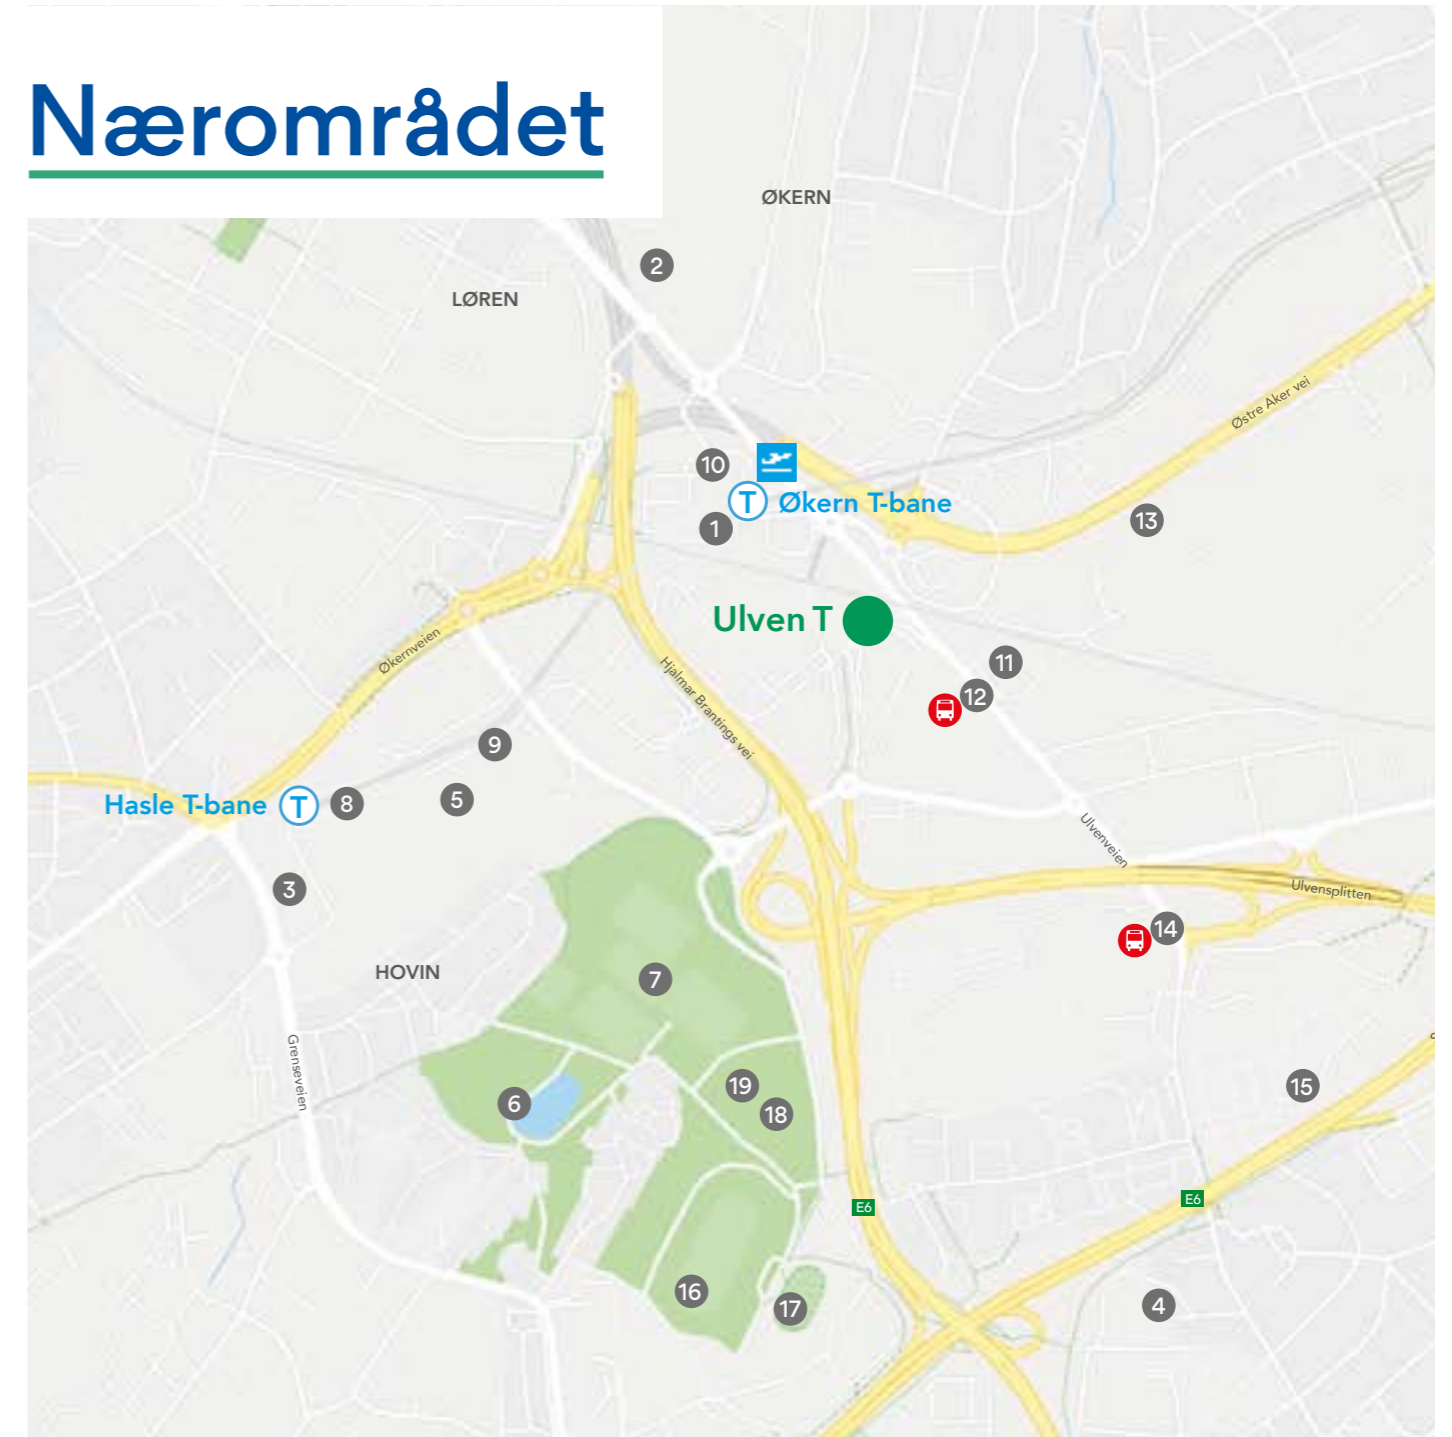 Nærområdet
ØKERN
2
LØREN
Østre Aker vei
10
T Økern T-bane
1
13
Ulven T
Økernveien
Hjalmar Brantings vei
11
12
9
Hasle T-bane T 8
5
Ulvenveien
3
Ulvensplitten
14
HOVIN
7
Grenseveien
19
18
15
6
E6
E6
16
17
4